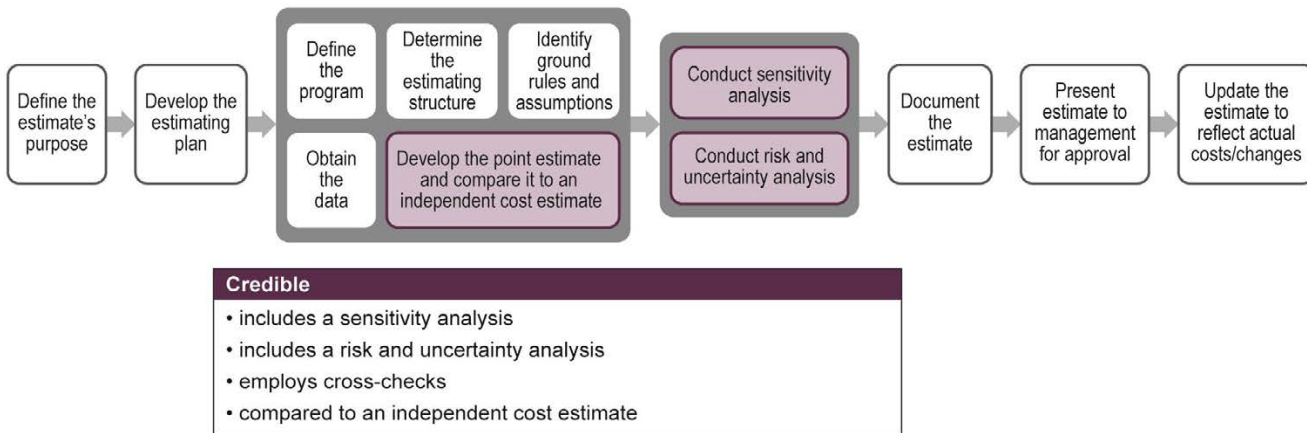 Define the
estimate's
purpose
Develop the
estimating
plan
Define
the
program
Determine
the
estimating
structure
Identify
ground
rules and
assumptions
Obtain
the
data
Develop the point estimate
and compare it to an
independent cost estimate
Conduct sensitivity
analysis
Conduct risk and
uncertainty analysis
Document
the
estimate
Present
estimate to
management
for approval
Update the
estimate to
reflect actual
costs/changes
Credible
• includes a sensitivity analysis
• includes a risk and uncertainty analysis
• employs cross-checks
• compared to an independent cost estimate